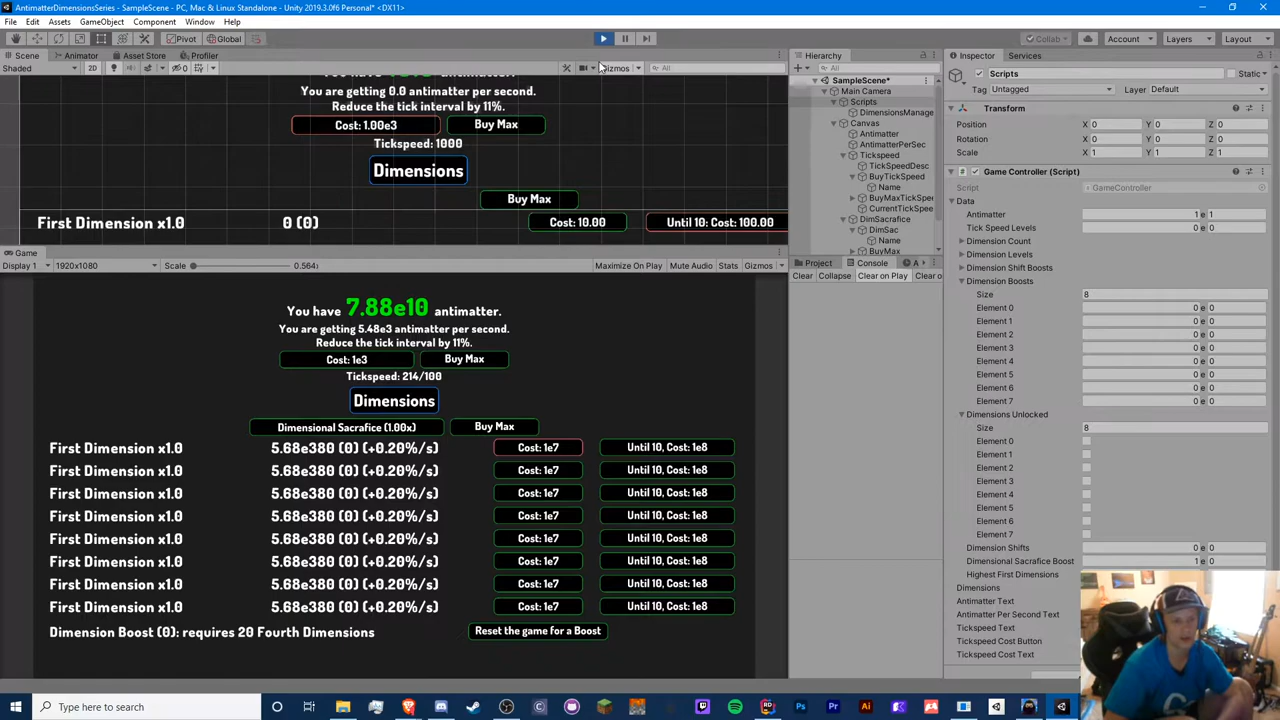 AntimatterDimensionsSeries - SampleScene - PC, Mac & Linux Standalone - Unity 2019.3.0f6 Personal* <DX11>
File Edit Assets GameObject Component Window Help
Pivot Global Collab Account Layers Layout
Scene Animator Asset Store Profiler
Shaded 2D 0 Gizmos All
You are getting 0.0 antimatter per second.
Reduce the tick interval by 11%.
Cost: 1.00e3 Buy Max
Tickspeed: 1000
Dimensions
Buy Max
First Dimension x1.0 0 (0) Cost: 10.00 Until 10: Cost: 100.00
Game
Display 1 1920x1080 Scale 0.564x Maximize On Play Mute Audio Stats Gizmos
You have 7.88e10 antimatter.
You are getting 5.48e3 antimatter per second.
Reduce the tick interval by 11%.
Cost: 1e3 Buy Max
Tickspeed: 214/100
Dimensions
Dimensional Sacrafice (1.00x) Buy Max
First Dimension x1.0 5.68e380 (0) (+0.20%/s) Cost: 1e7 Until 10, Cost: 1e8
First Dimension x1.0 5.68e380 (0) (+0.20%/s) Cost: 1e7 Until 10, Cost: 1e8
First Dimension x1.0 5.68e380 (0) (+0.20%/s) Cost: 1e7 Until 10, Cost: 1e8
First Dimension x1.0 5.68e380 (0) (+0.20%/s) Cost: 1e7 Until 10, Cost: 1e8
First Dimension x1.0 5.68e380 (0) (+0.20%/s) Cost: 1e7 Until 10, Cost: 1e8
First Dimension x1.0 5.68e380 (0) (+0.20%/s) Cost: 1e7 Until 10, Cost: 1e8
First Dimension x1.0 5.68e380 (0) (+0.20%/s) Cost: 1e7 Until 10, Cost: 1e8
First Dimension x1.0 5.68e380 (0) (+0.20%/s) Cost: 1e7 Until 10, Cost: 1e8
Dimension Boost (0): requires 20 Fourth Dimensions Reset the game for a Boost
Hierarchy
All
SampleScene*
Main Camera
Scripts
DimensionsManage
Canvas
Antimatter
AntimatterPerSec
Tickspeed
TickSpeedDesc
BuyTickSpeed
Name
BuyMaxTickSpee
CurrentTickSpee
DimSacrafice
DimSac
Name
BuyMax
Project Console A
Clear Collapse Clear on Play Clear o
Inspector
Scripts Static
Tag Untagged Layer Default
Transform
Position X 0 Y 0 Z 0
Rotation X 0 Y 0 Z 0
Scale X 1 Y 1 Z 1
Game Controller (Script)
Script GameController
Data
Antimatter 1 e 1
Tick Speed Levels 0 e 0
Dimension Count
Dimension Levels
Dimension Shift Boosts
Dimension Boosts
Size 8
Element 0 0 e 0
Element 1 0 e 0
Element 2 0 e 0
Element 3 0 e 0
Element 4 0 e 0
Element 5 0 e 0
Element 6 0 e 0
Element 7 0 e 0
Dimensions Unlocked
Size 8
Element 0
Element 1
Element 2
Element 3
Element 4
Element 5
Element 6
Element 7
Dimension Shifts 0 e 0
Dimensional Sacrafice Boost 1 e 0
Highest First Dimensions
Dimensions
Antimatter Text
Antimatter Per Second Text
Tickspeed Text
Tickspeed Cost Button
Tickspeed Cost Text
Type here to search